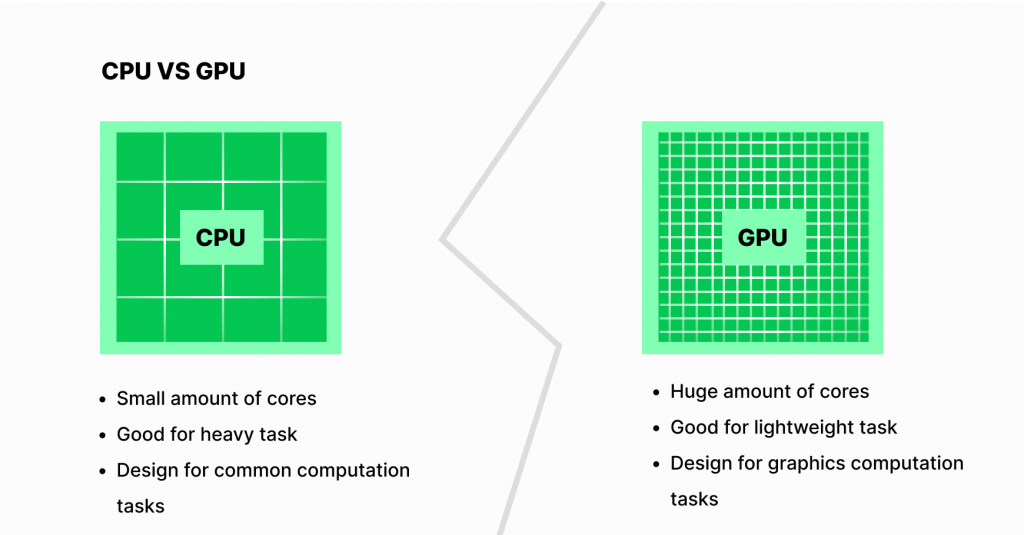 CPU VS GPU
CPU
• Small amount of cores
• Good for heavy task
• Design for common computation
tasks
GPU
• Huge amount of cores
• Good for lightweight task
• Design for graphics computation
tasks